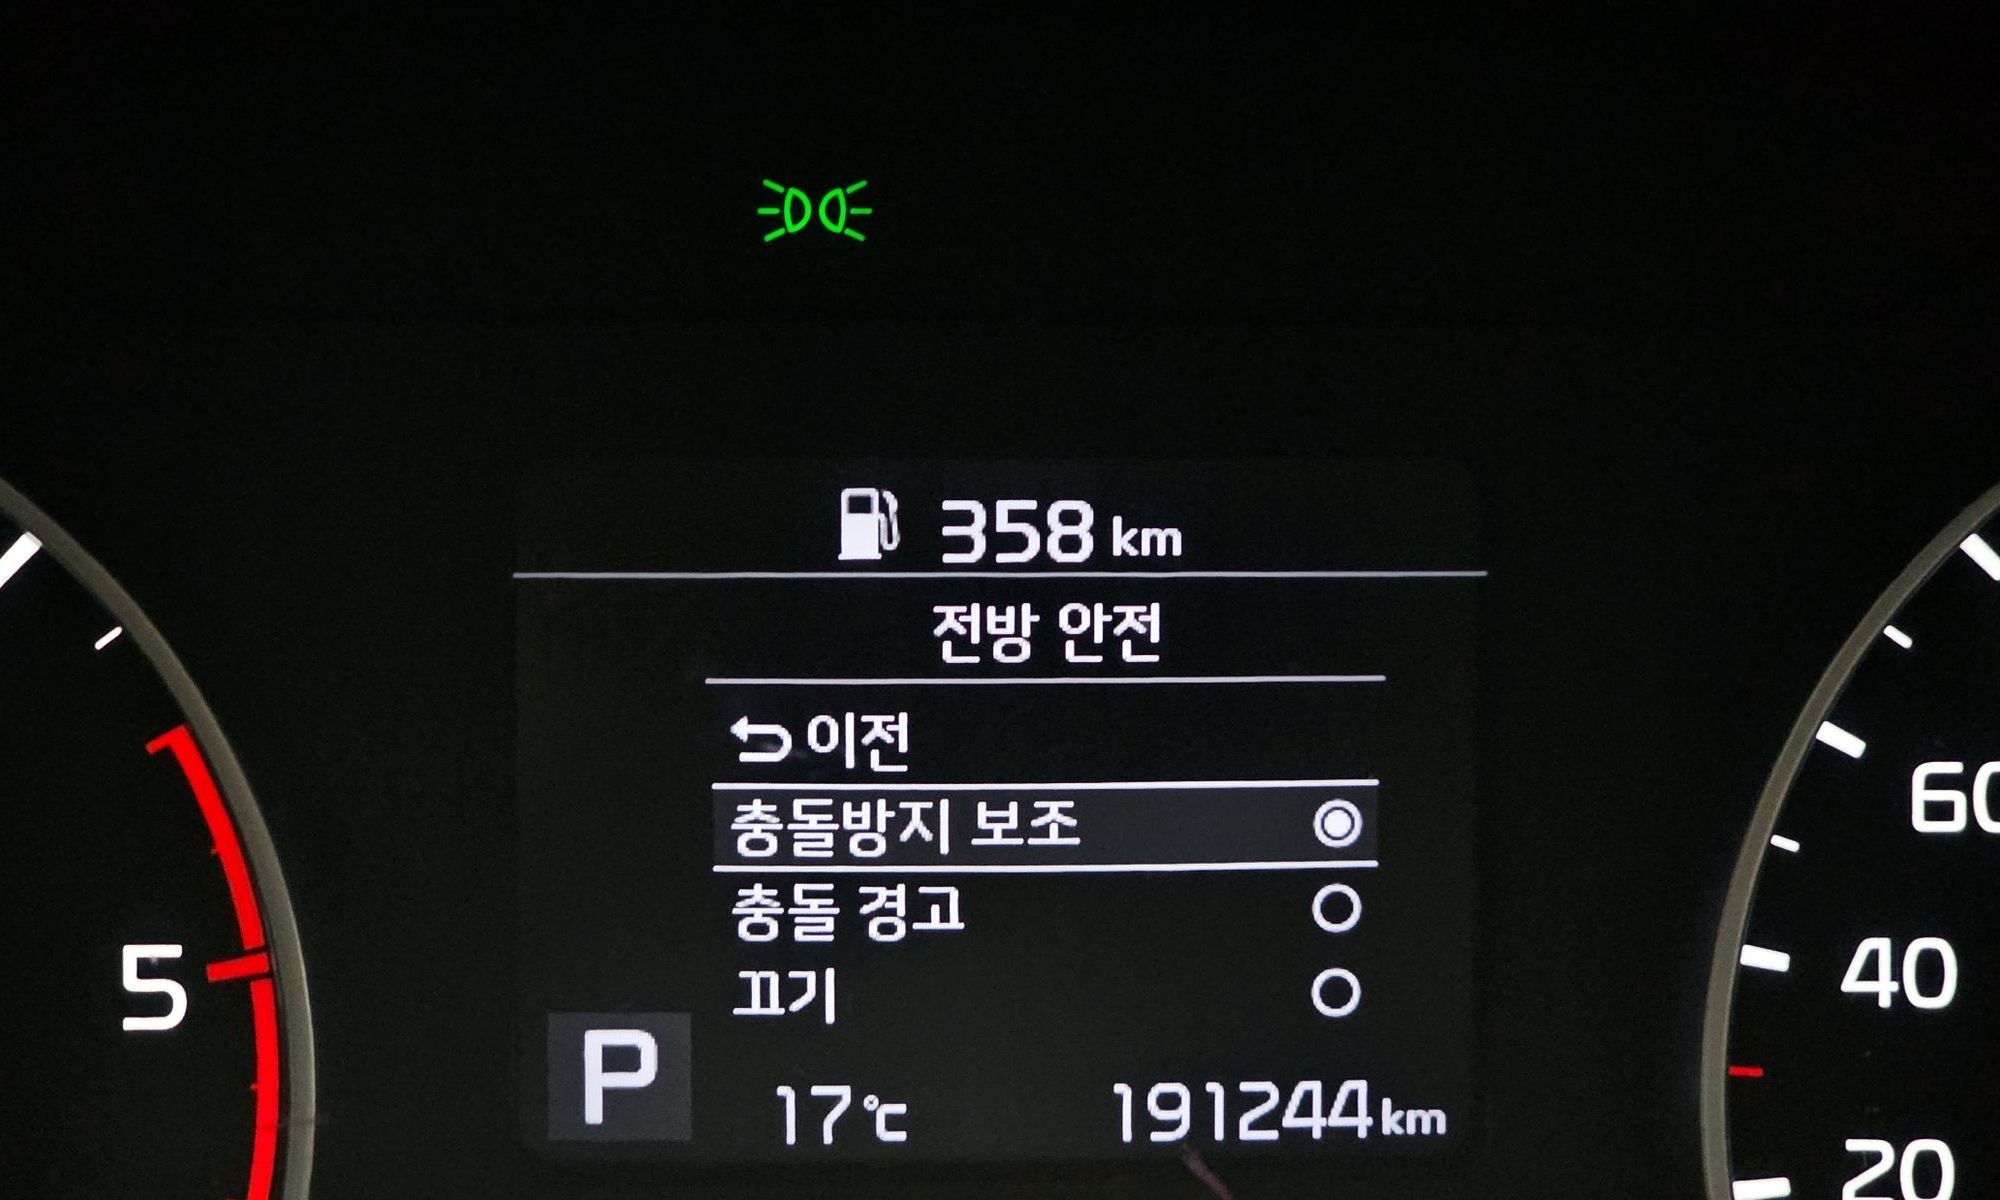 358 km
전방 안전
이전
충돌방지 보조
충돌 경고
끄기
P
17℃ 191244 km
5
60
40
20